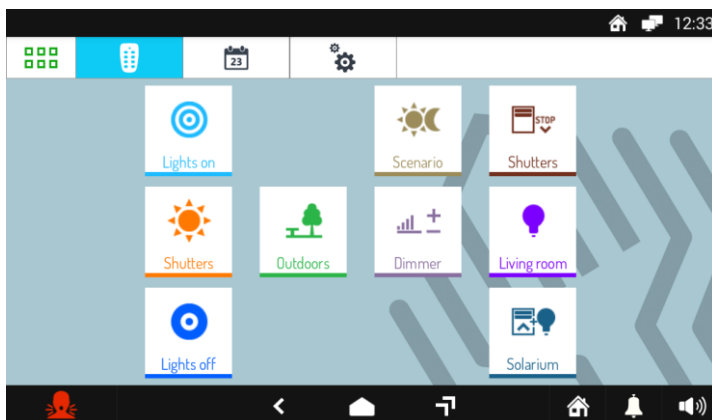 12:33
23
Lights on
Scenario
STOP
Shutters
Shutters
Outdoors
Dimmer
Living room
Lights off
Solarium